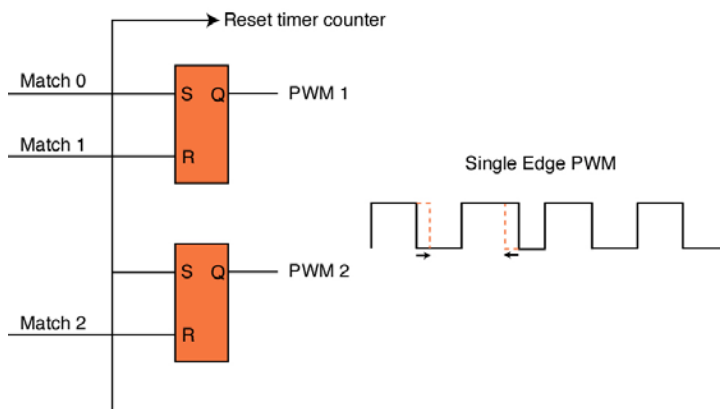 Reset timer counter
Match 0
S Q PWM 1
Match 1
R
Single Edge PWM
S Q PWM 2
Match 2
R